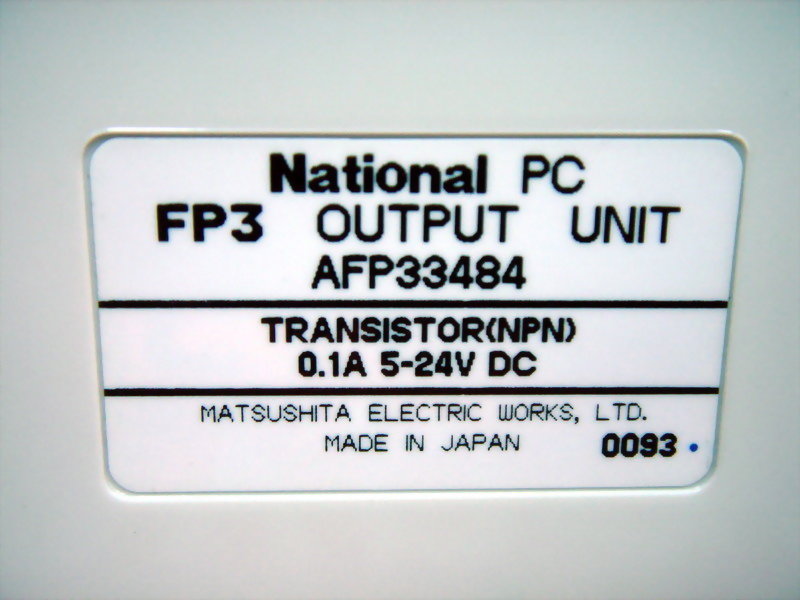 National PC
FP3 OUTPUT UNIT
AFP33484
TRANSISTOR(NPN)
0.1A 5-24V DC
MATSUSHITA ELECTRIC WORKS, LTD.
MADE IN JAPAN 0093